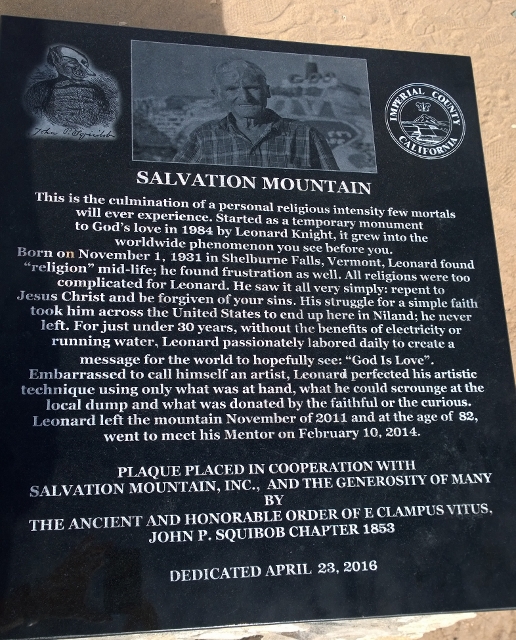 John P. Squibob
IMPERIAL COUNTY
CALIFORNIA
SALVATION MOUNTAIN
This is the culmination of a personal religious intensity few mortals
will ever experience. Started as a temporary monument
to God's love in 1984 by Leonard Knight, it grew into the
worldwide phenomenon you see before you.
Born on November 1, 1931 in Shelburne Falls, Vermont, Leonard found
"religion" mid-life; he found frustration as well. All religions were too
complicated for Leonard. He saw it all very simply: repent to
Jesus Christ and be forgiven of your sins. His struggle for a simple faith
took him across the United States to end up here in Niland; he never
left. For just under 30 years, without the benefits of electricity or
running water, Leonard passionately labored daily to create a
message for the world to hopefully see: "God Is Love".
Embarrassed to call himself an artist, Leonard perfected his artistic
technique using only what was at hand, what he could scrounge at the
local dump and what was donated by the faithful or the curious.
Leonard left the mountain November of 2011 and at the age of 82,
went to meet his Mentor on February 10, 2014.
PLAQUE PLACED IN COOPERATION WITH
SALVATION MOUNTAIN, INC., AND THE GENEROSITY OF MANY
BY
THE ANCIENT AND HONORABLE ORDER OF E CLAMPUS VITUS,
JOHN P. SQUIBOB CHAPTER 1853
DEDICATED APRIL 23, 2016